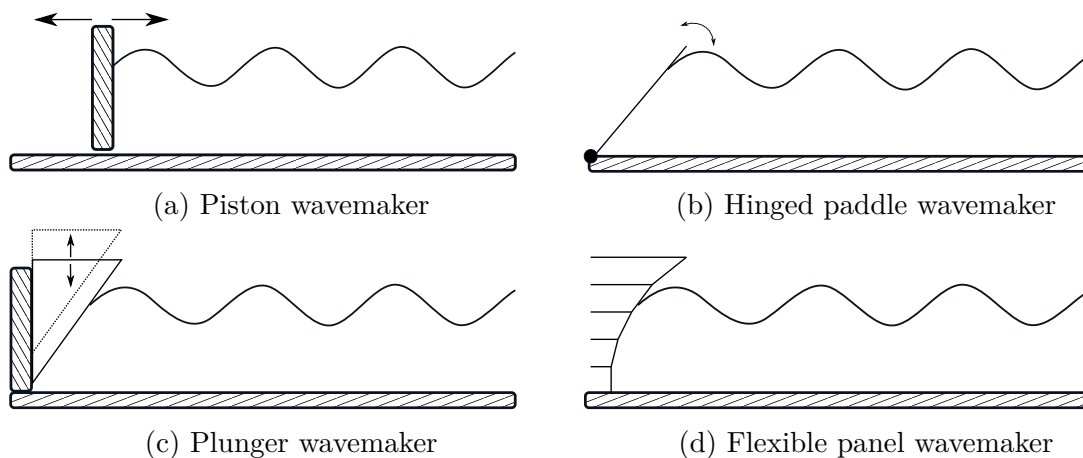 (a) Piston wavemaker
(b) Hinged paddle wavemaker
(c) Plunger wavemaker
(d) Flexible panel wavemaker